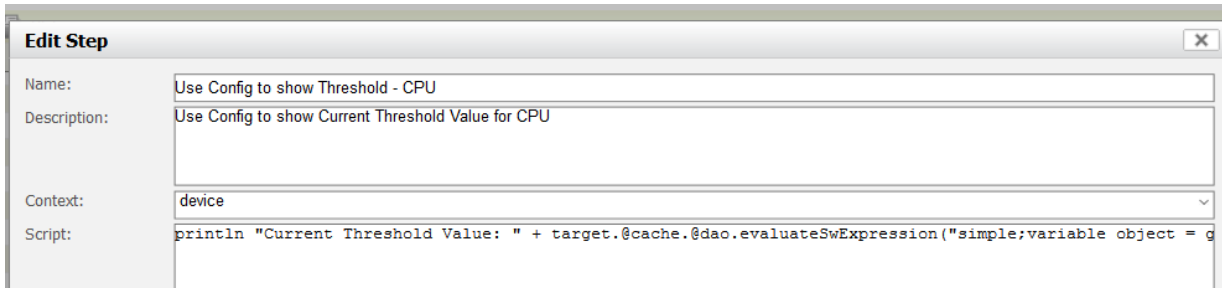 Edit Step
Name:
Use Config to show Threshold - CPU
Description:
Use Config to show Current Threshold Value for CPU
Context:
device
Script:
println "Current Threshold Value: " + target.@cache.@dao.evaluateSwExpression("simple;variable object = g